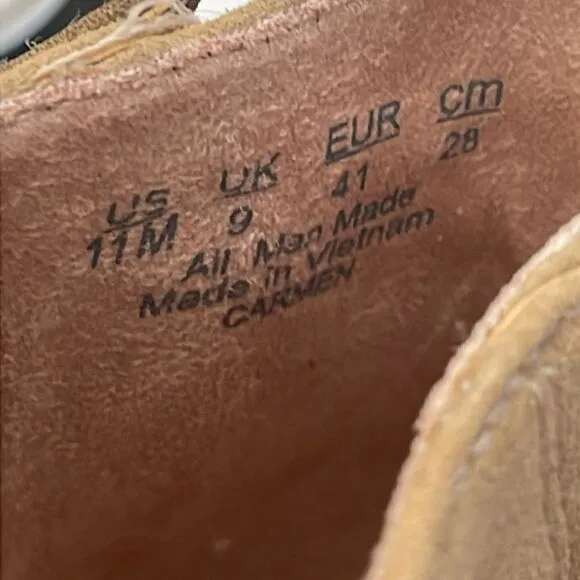 US UK EUR cm
11M 9 41 28
All Man Made
Made in Vietnam
CARMEN